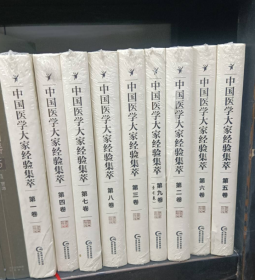 中国医学大家经验集萃 第一卷
中国医学大家经验集萃 第四卷
中国医学大家经验集萃 第七卷
中国医学大家经验集萃 第八卷
中国医学大家经验集萃 第三卷
中国医学大家经验集萃 第九卷
中国医学大家经验集萃 第二卷
中国医学大家经验集萃 第六卷
中国医学大家经验集萃 第五卷